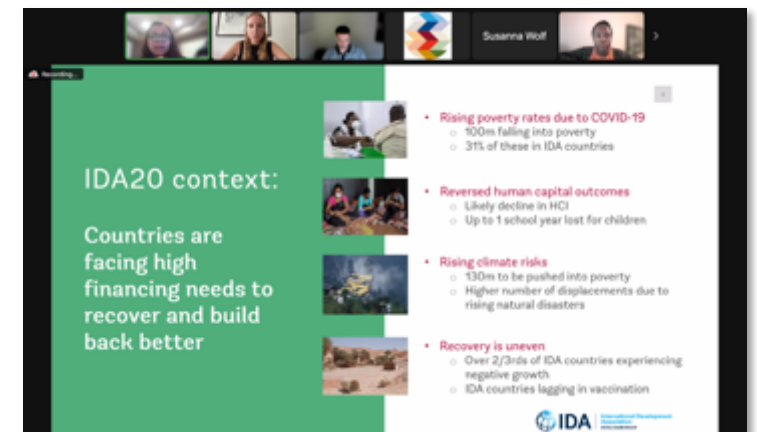 Susanna Wolf
Recording...
IDA20 context:
Countries are
facing high
financing needs to
recover and build
back better
• Rising poverty rates due to COVID-19
○ 100m falling into poverty
○ 31% of these in IDA countries
• Reversed human capital outcomes
○ Likely decline in HCI
○ Up to 1 school year lost for children
• Rising climate risks
○ 130m to be pushed into poverty
○ Higher number of displacements due to
rising natural disasters
• Recovery is uneven
○ Over 2/3rds of IDA countries experiencing
negative growth
○ IDA countries lagging in vaccination
IDA
International Development
Association